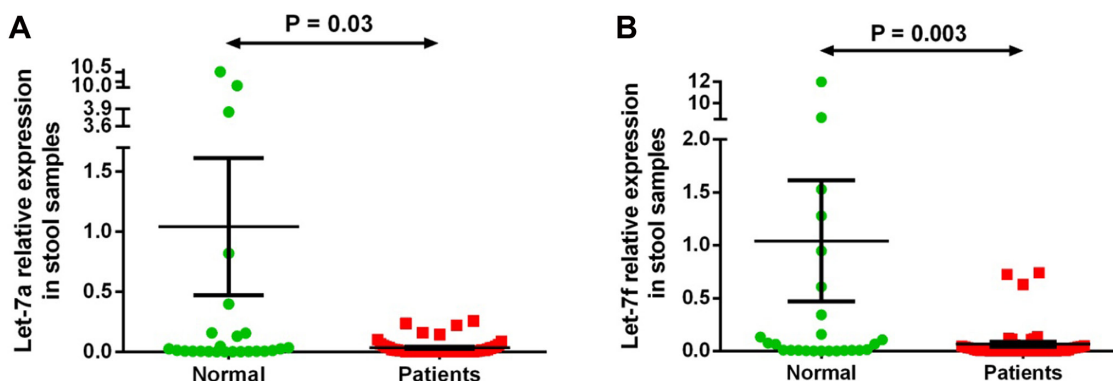 A
P = 0.03
Let-7a relative expression
in stool samples
10.5
10.0
3.9
3.6
1.5
1.0
0.5
0.0
Normal
Patients
B
P = 0.003
Let-7f relative expression
in stool samples
12
10
2.0
1.5
1.0
0.5
0.0
Normal
Patients